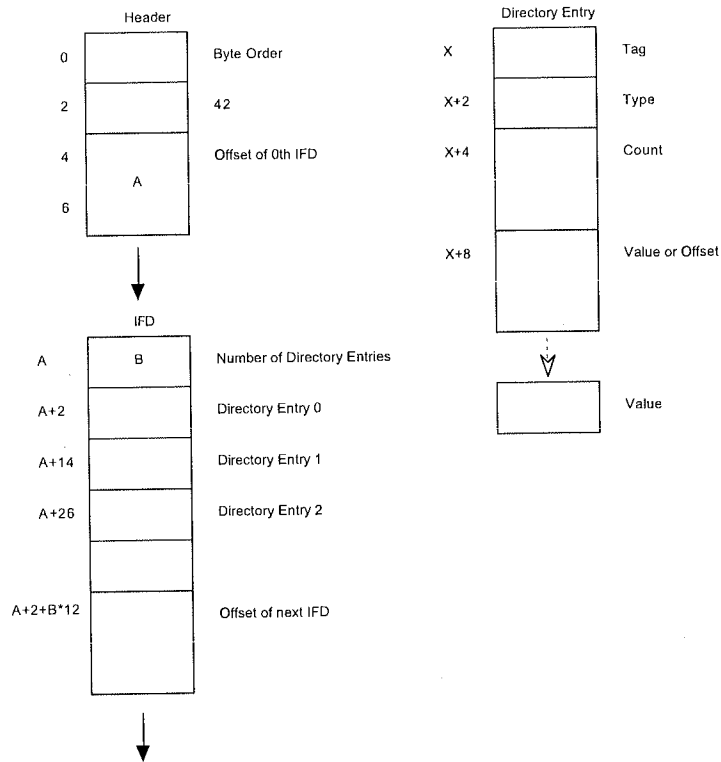 Header
0 Byte Order
2 42
4 Offset of 0th IFD
A
6
IFD
A B Number of Directory Entries
A+2 Directory Entry 0
A+14 Directory Entry 1
A+26 Directory Entry 2
A+2+B*12 Offset of next IFD
Directory Entry
X Tag
X+2 Type
X+4 Count
X+8 Value or Offset
Value